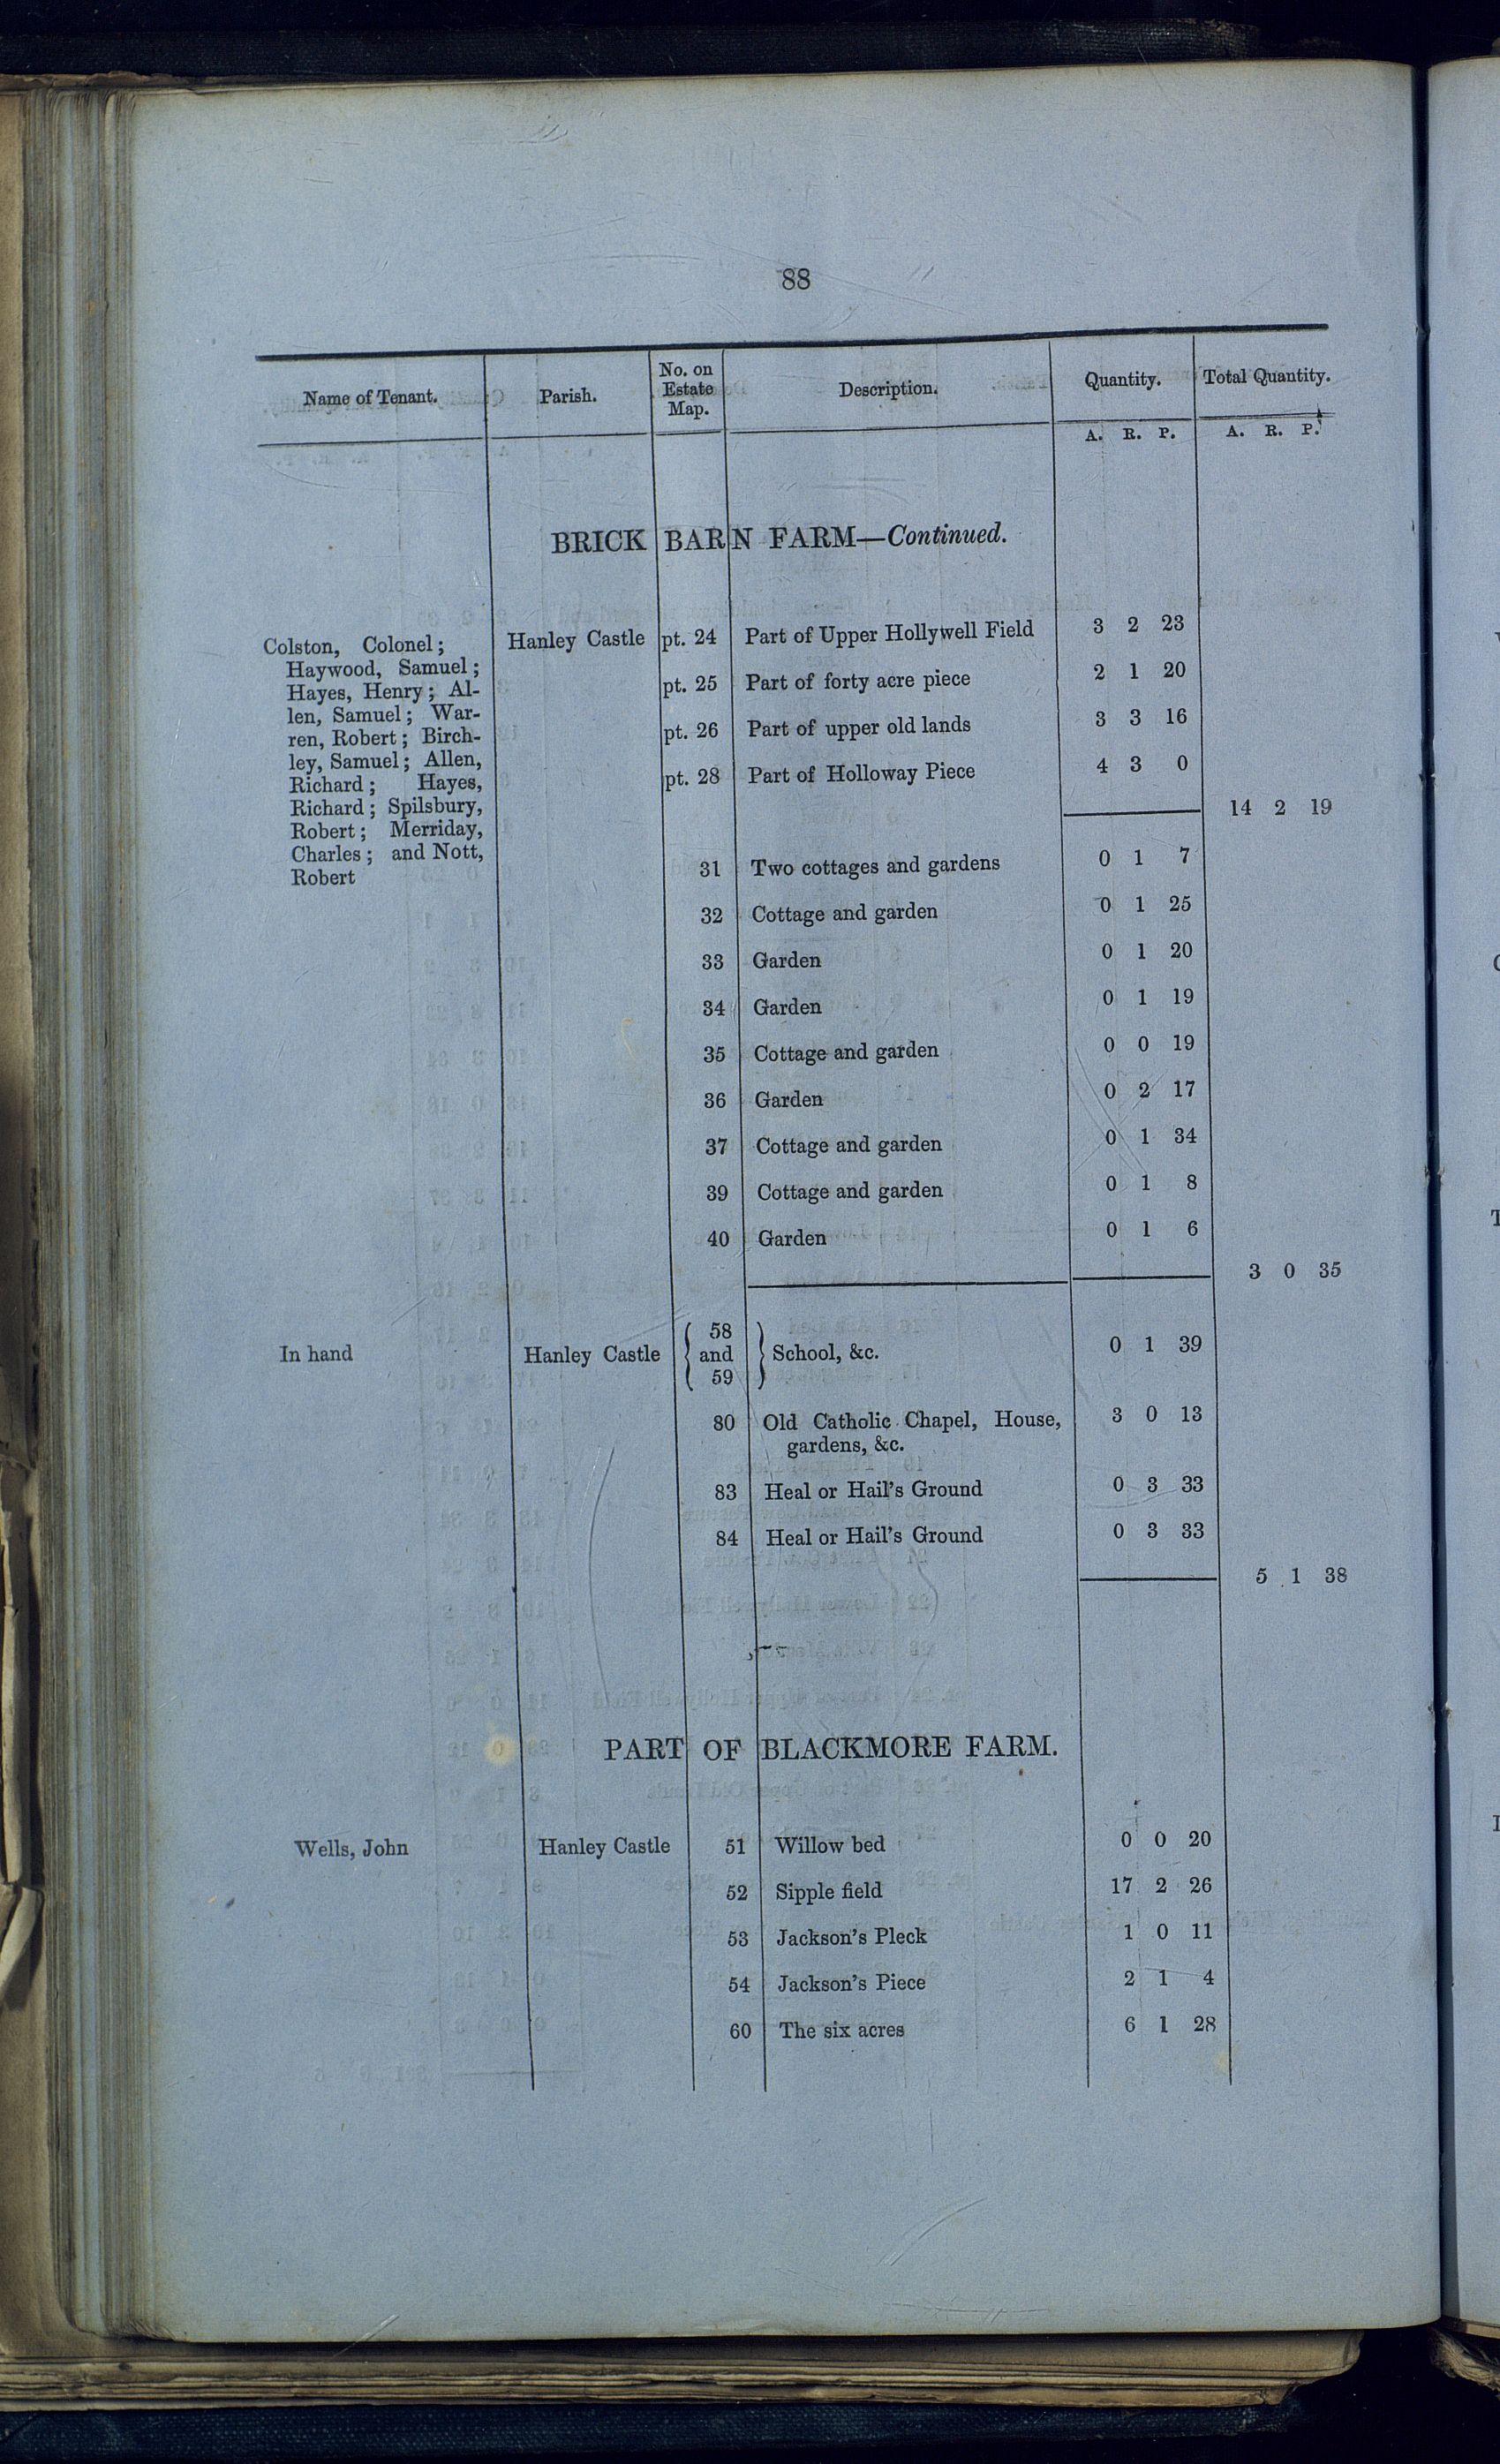 88
Name of Tenant. Parish. No. on Estate Map. Description. Quantity. Total Quantity.
A. R. P. A. R. P.
BRICK BARN FARM—Continued.
Colston, Colonel;
Haywood, Samuel;
Hayes, Henry; Al-
len, Samuel; War-
ren, Robert; Birch-
ley, Samuel; Allen,
Richard; Hayes,
Richard; Spilsbury,
Robert; Merriday,
Charles; and Nott,
Robert
Hanley Castle pt. 24 Part of Upper Hollywell Field 3 2 23
pt. 25 Part of forty acre piece 2 1 20
pt. 26 Part of upper old lands 3 3 16
pt. 28 Part of Holloway Piece 4 3 0
14 2 19
31 Two cottages and gardens 0 1 7
32 Cottage and garden 0 1 25
33 Garden 0 1 20
34 Garden 0 1 19
35 Cottage and garden 0 0 19
36 Garden 0 2 17
37 Cottage and garden 0 1 34
39 Cottage and garden 0 1 8
40 Garden 0 1 6
3 0 35
In hand Hanley Castle 58 and 59 School, &c. 0 1 39
80 Old Catholic Chapel, House, 3 0 13
gardens, &c.
83 Heal or Hail's Ground 0 3 33
84 Heal or Hail's Ground 0 3 33
5 1 38
PART OF BLACKMORE FARM.
Wells, John Hanley Castle 51 Willow bed 0 0 20
52 Sipple field 17 2 26
53 Jackson's Pleck 1 0 11
54 Jackson's Piece 2 1 4
60 The six acres 6 1 28